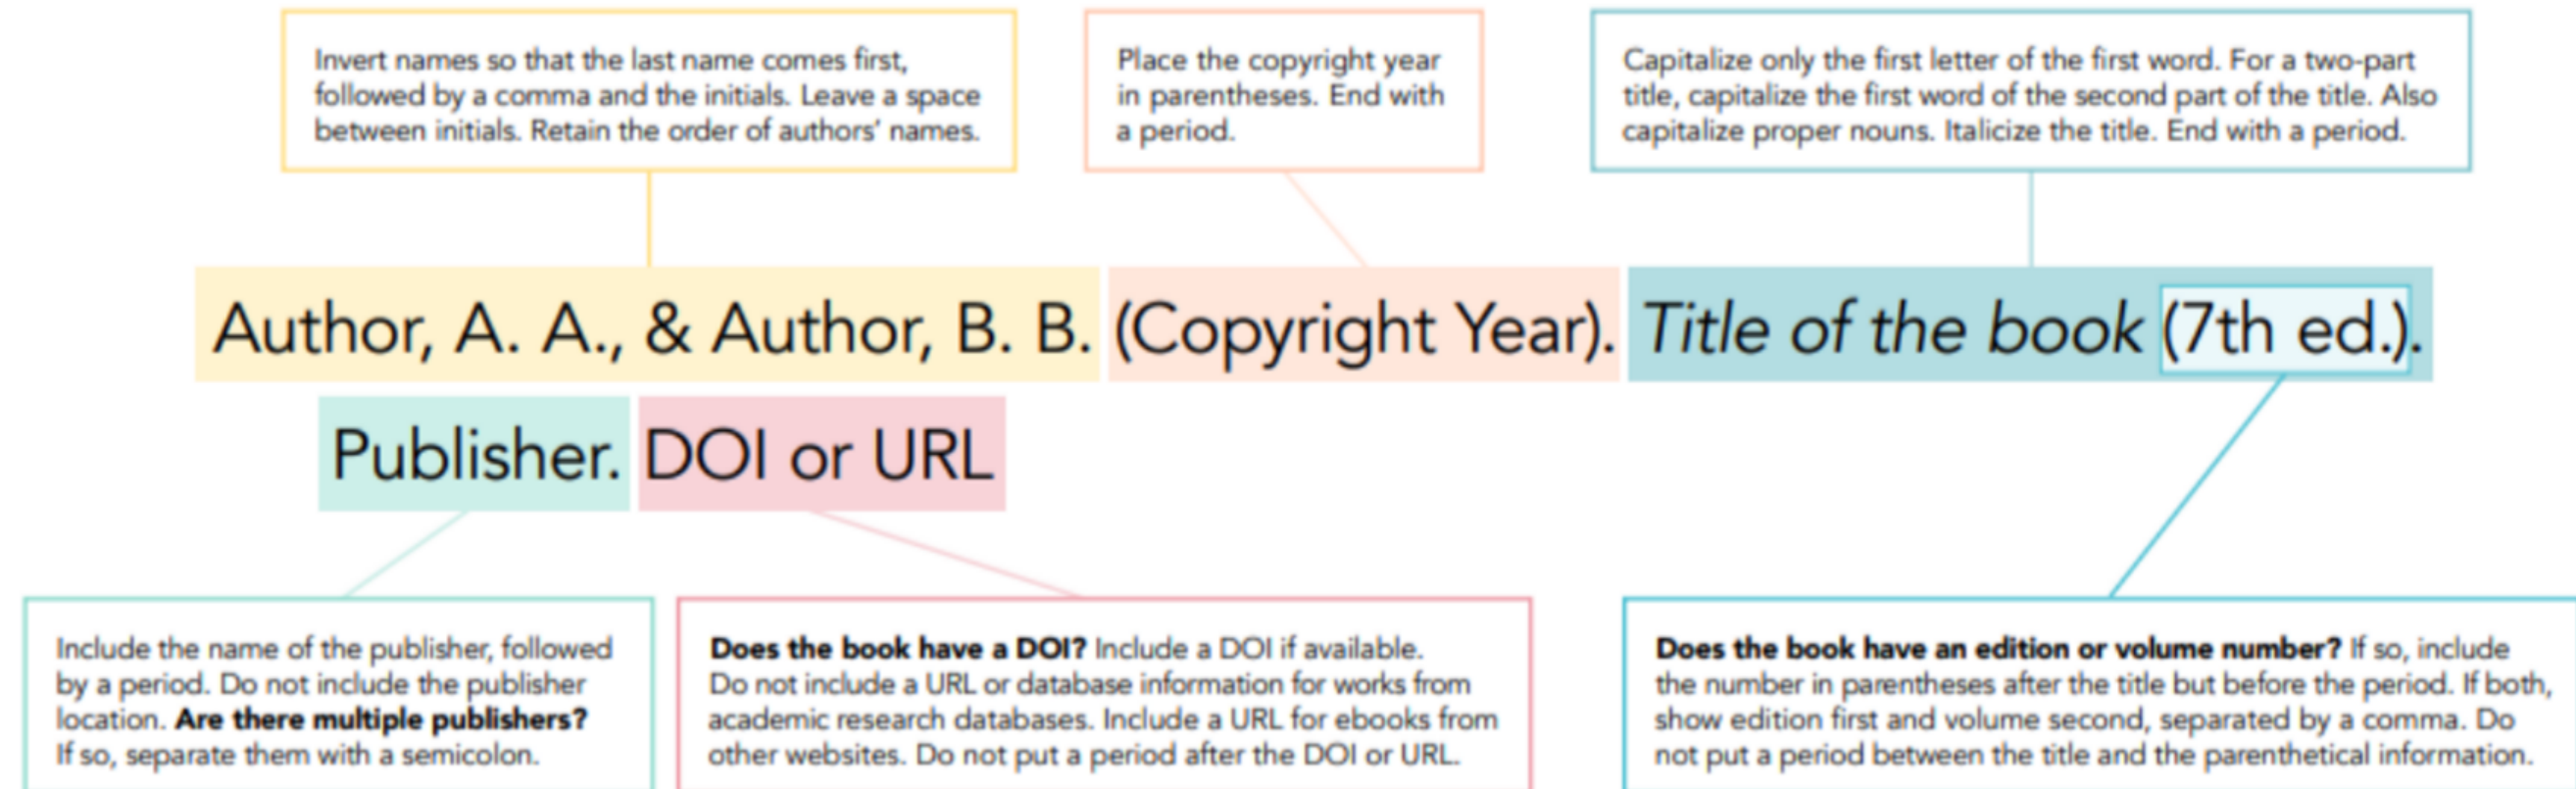 Invert names so that the last name comes first,
followed by a comma and the initials. Leave a space
between initials. Retain the order of authors’ names.
Place the copyright year
in parentheses. End with
a period.
Capitalize only the first letter of the first word. For a two-part
title, capitalize the first word of the second part of the title. Also
capitalize proper nouns. Italicize the title. End with a period.
Author, A. A., & Author, B. B. (Copyright Year). Title of the book (7th ed.).
Publisher. DOI or URL
Include the name of the publisher, followed
by a period. Do not include the publisher
location. Are there multiple publishers?
If so, separate them with a semicolon.
Does the book have a DOI? Include a DOI if available.
Do not include a URL or database information for works from
academic research databases. Include a URL for ebooks from
other websites. Do not put a period after the DOI or URL.
Does the book have an edition or volume number? If so, include
the number in parentheses after the title but before the period. If both,
show edition first and volume second, separated by a comma. Do
not put a period between the title and the parenthetical information.